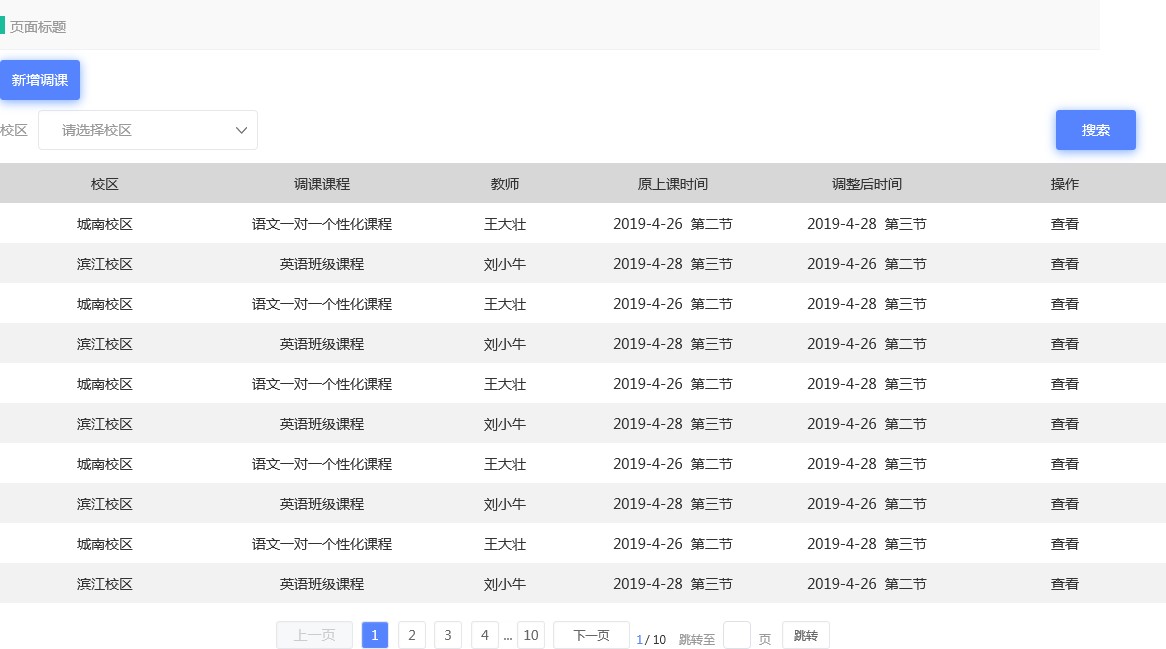 页面标题
新增调课
校区 请选择校区 搜索
校区 调课课程 教师 原上课时间 调整后时间 操作
城南校区 语文一对一个性化课程 王大壮 2019-4-26 第二节 2019-4-28 第三节 查看
滨江校区 英语班级课程 刘小牛 2019-4-28 第三节 2019-4-26 第二节 查看
城南校区 语文一对一个性化课程 王大壮 2019-4-26 第二节 2019-4-28 第三节 查看
滨江校区 英语班级课程 刘小牛 2019-4-28 第三节 2019-4-26 第二节 查看
城南校区 语文一对一个性化课程 王大壮 2019-4-26 第二节 2019-4-28 第三节 查看
滨江校区 英语班级课程 刘小牛 2019-4-28 第三节 2019-4-26 第二节 查看
城南校区 语文一对一个性化课程 王大壮 2019-4-26 第二节 2019-4-28 第三节 查看
滨江校区 英语班级课程 刘小牛 2019-4-28 第三节 2019-4-26 第二节 查看
城南校区 语文一对一个性化课程 王大壮 2019-4-26 第二节 2019-4-28 第三节 查看
滨江校区 英语班级课程 刘小牛 2019-4-28 第三节 2019-4-26 第二节 查看
上一页 1 2 3 4 ... 10 下一页 1/ 10 跳转至 页 跳转